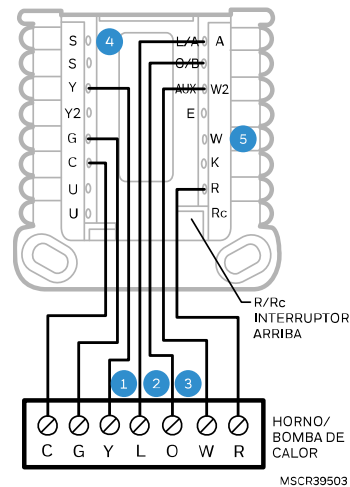 S 4 L/A A
S O/B
Y AUX W2
Y2 E
G W 5
C K
U R
U Rc
R/Rc
INTERRUPTOR
ARRIBA
1 2 3
C G Y L O W R
HORNO/
BOMBA DE
CALOR
MSCR39503